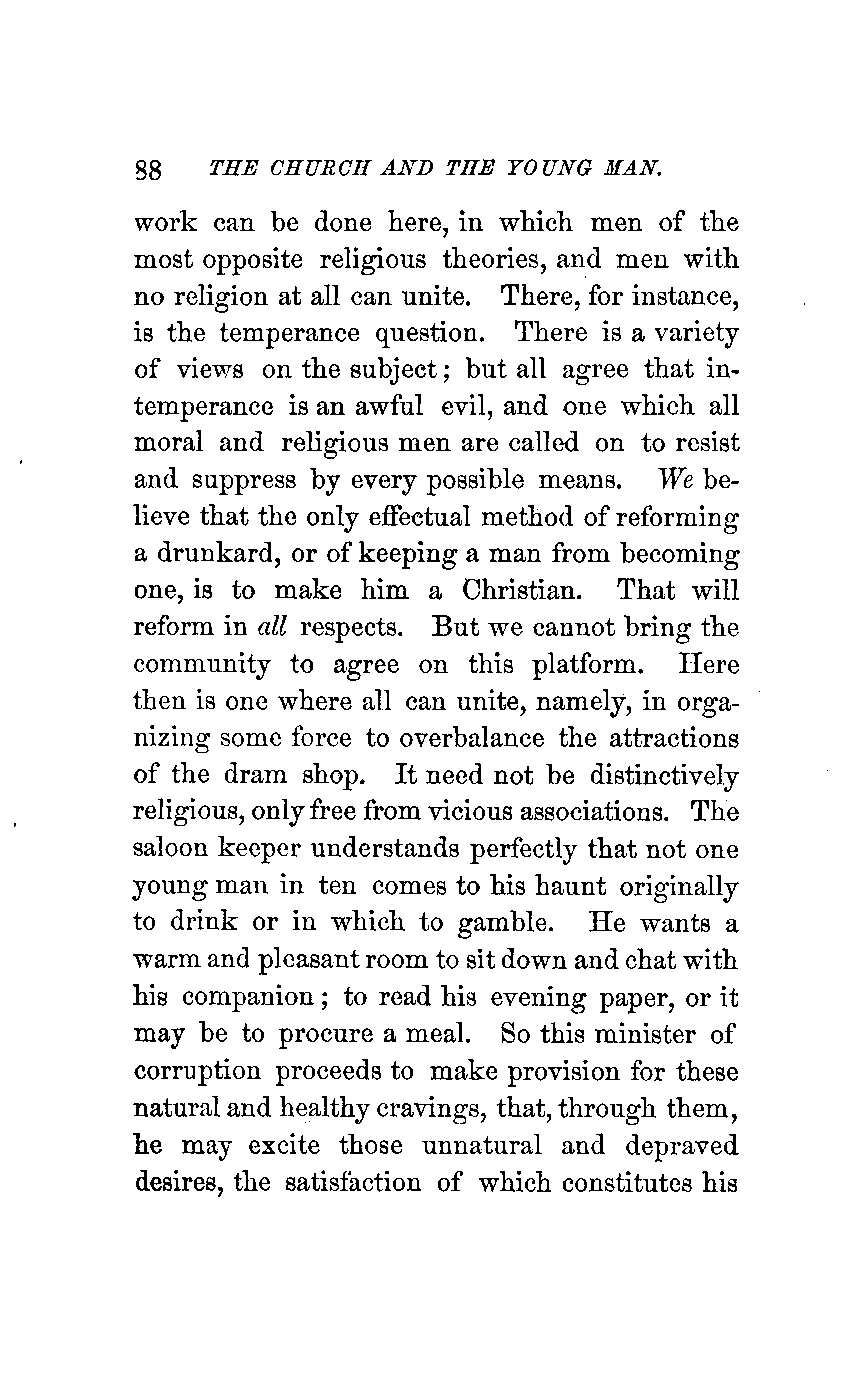 88 THE CHURCH AND THE YOUNG MAN.
work can be done here, in which men of the
most opposite religious theories, and men with
no religion at all can unite. There, for instance,
is the temperance question. There is a variety
of views on the subject; but all agree that in-
temperance is an awful evil, and one which all
moral and religious men are called on to resist
and suppress by every possible means. We be-
lieve that the only effectual method of reforming
a drunkard, or of keeping a man from becoming
one, is to make him a Christian. That will
reform in all respects. But we cannot bring the
community to agree on this platform. Here
then is one where all can unite, namely, in orga-
nizing some force to overbalance the attractions
of the dram shop. It need not be distinctively
religious, only free from vicious associations. The
saloon keeper understands perfectly that not one
young man in ten comes to his haunt originally
to drink or in which to gamble. He wants a
warm and pleasant room to sit down and chat with
his companion; to read his evening paper, or it
may be to procure a meal. So this minister of
corruption proceeds to make provision for these
natural and healthy cravings, that, through them,
he may excite those unnatural and depraved
desires, the satisfaction of which constitutes his